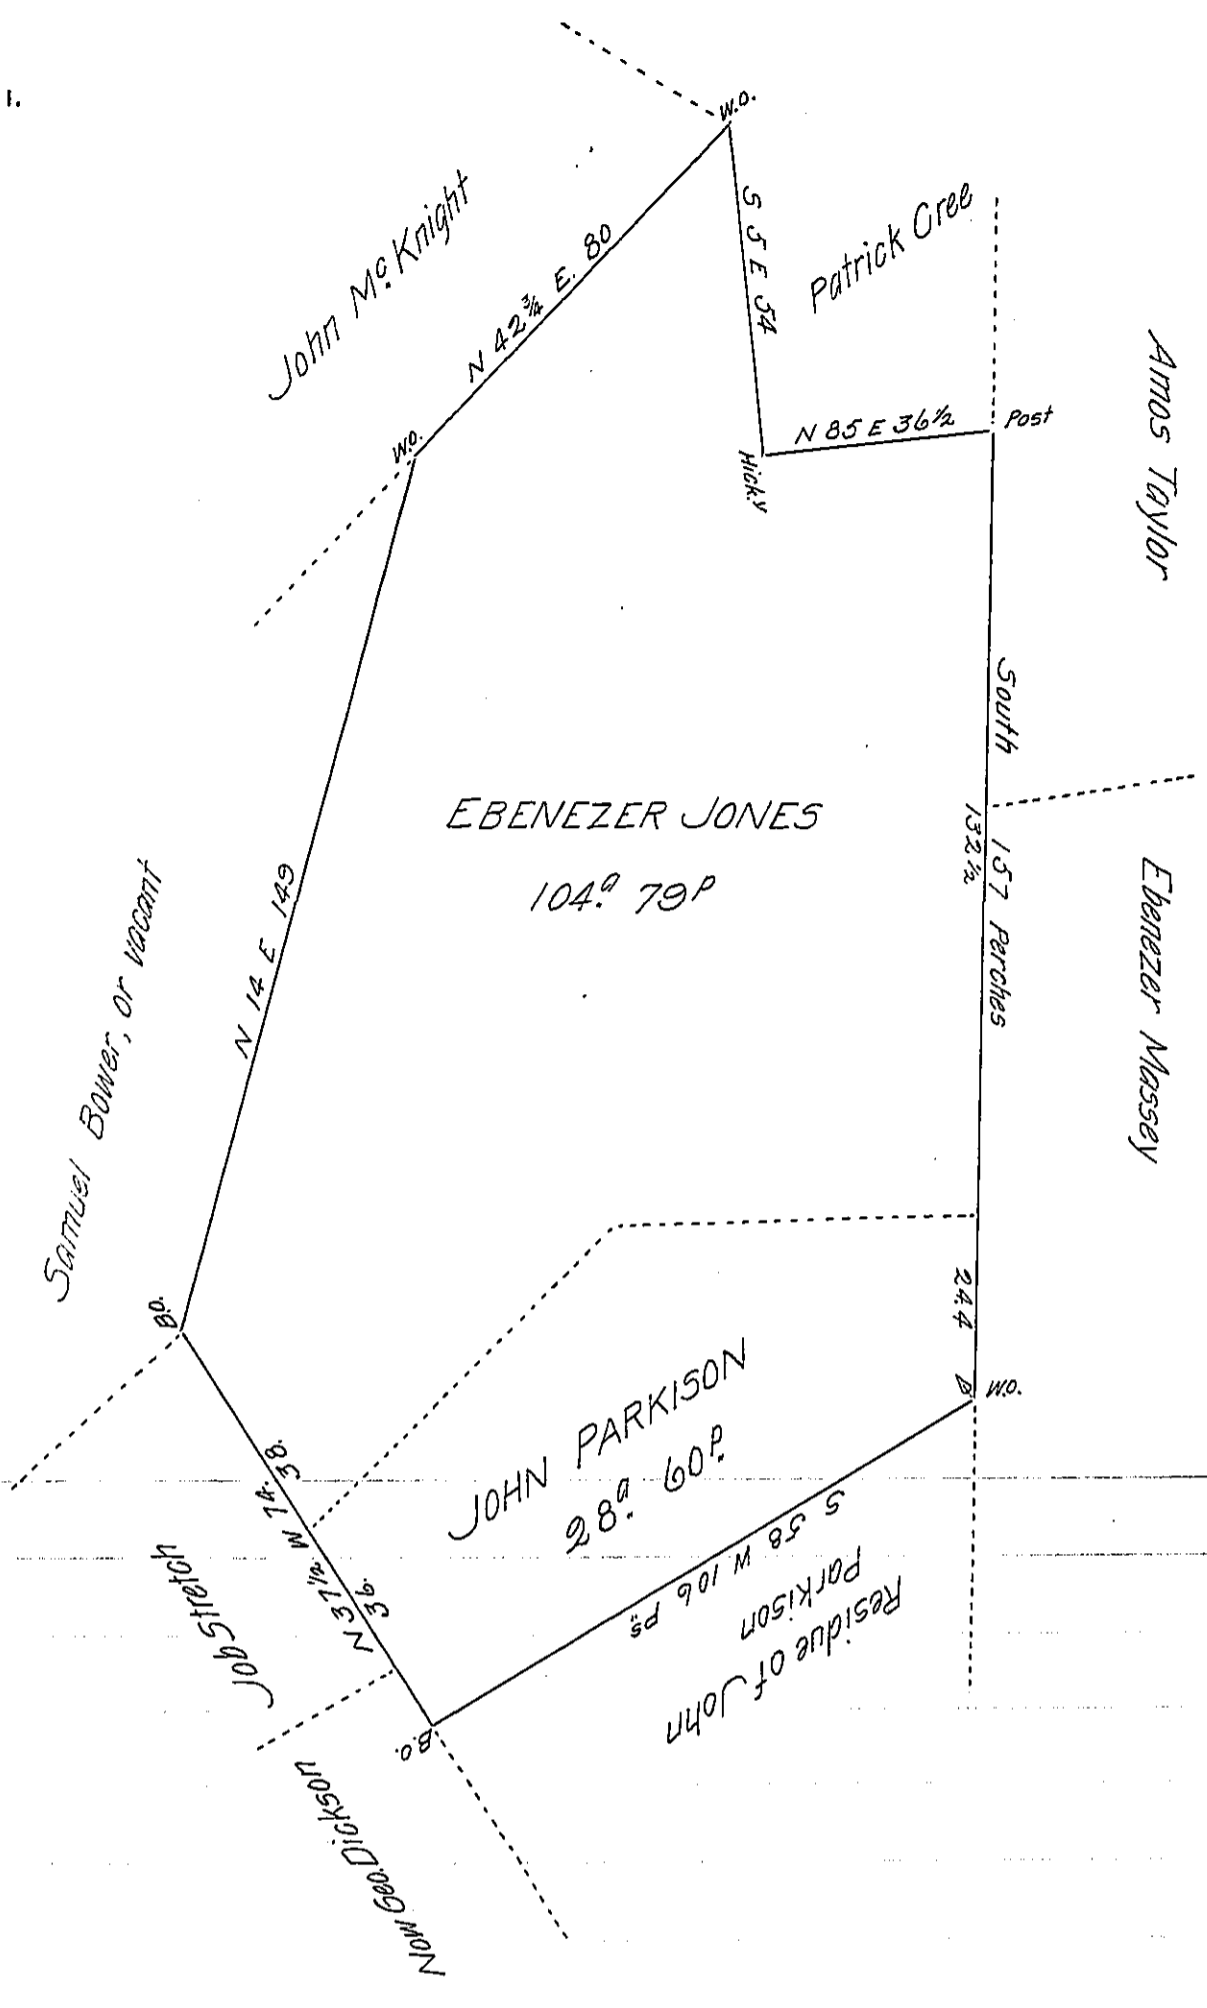 1.
W.O.
John McKnight
S 5 E 54
Patrick Cree
N 42¾ E. 80
Amos Taylor
W.O.
N 85 E 36½
Post
Hick.y
South
157 Perches
132½
EBENEZER JONES
104.a 79P
Ebenezer Massey
N 14 E 149
Samuel Bower, or vacant
24.4
B.O.
W.O.
JOHN PARKISON
28a. 60P.
S 58 W 106 Ps
Residue of John
Parkison
N 37½ W 74.
38.
36.
Job Stretch
B.O.
Now Geo. Dickson